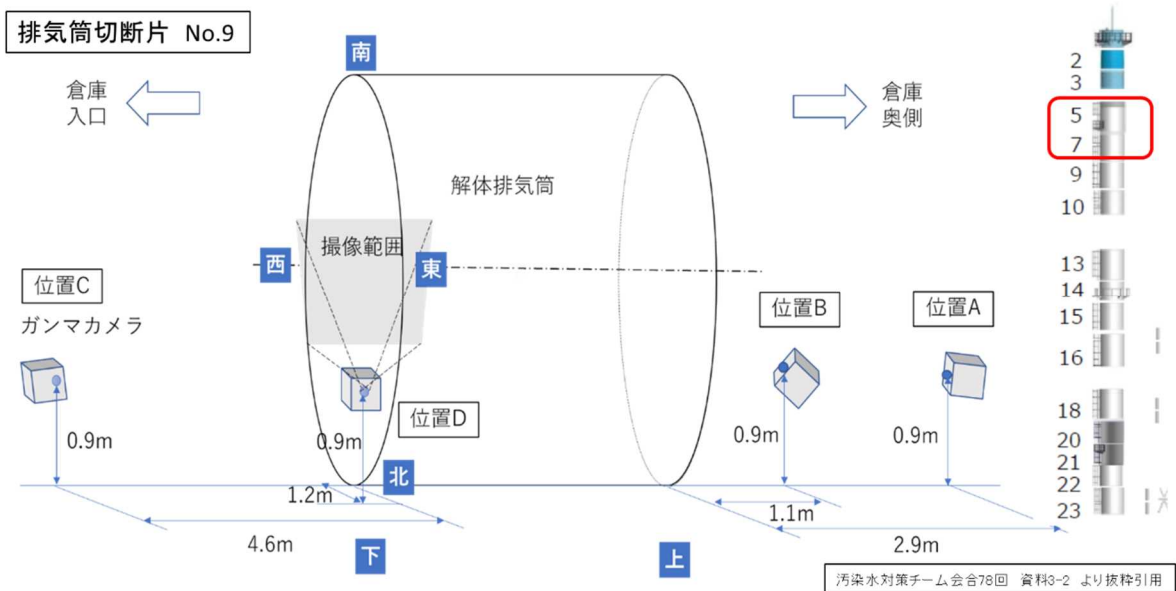 排気筒切断片 No.9
倉庫
入口
南
倉庫
奥側
解体排気筒
撮像範囲
西
東
位置C
ガンマカメラ
位置B
位置A
位置D
0.9m
0.9m
0.9m
0.9m
北
1.2m
1.1m
4.6m
2.9m
下
上
2
3
5
7
9
10
13
14
15
16
18
20
21
22
23
汚染水対策チーム会合78回 資料3-2 より抜粋引用